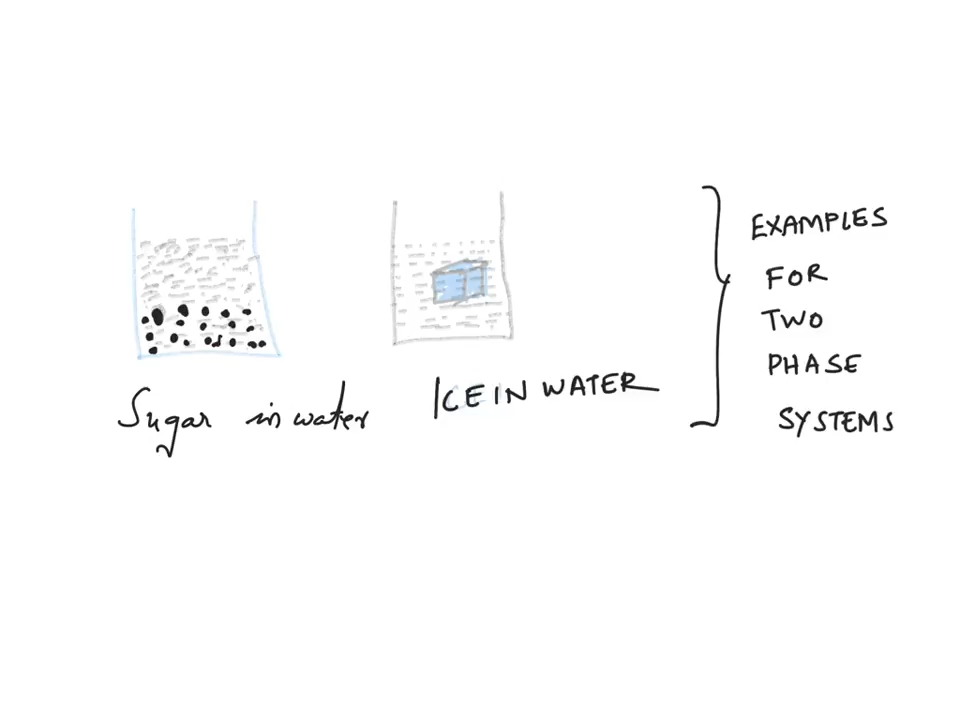 Sugar in water
ICE IN WATER
EXAMPLES
FOR
TWO
PHASE
SYSTEMS